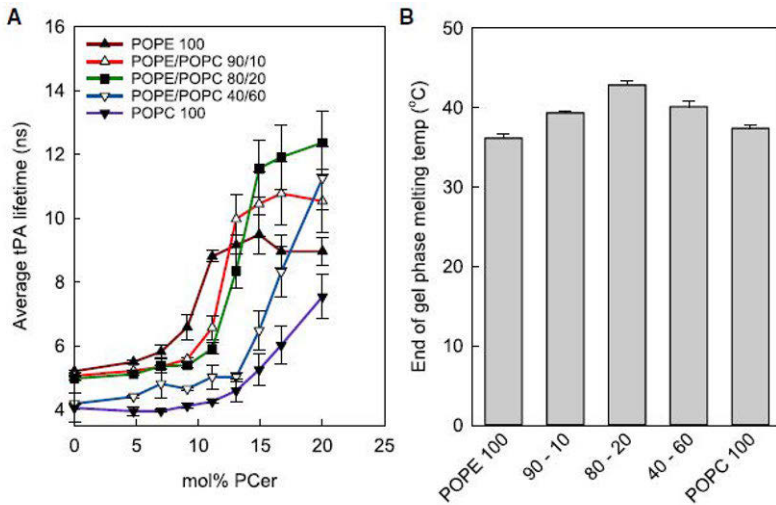 A
16
14
12
10
8
6
4
Average tPA lifetime (ns)
POPE 100
POPE/POPC 90/10
POPE/POPC 80/20
POPE/POPC 40/60
POPC 100
0
5
10
15
20
25
mol% PCer
B
50
40
30
20
10
0
End of gel phase melting temp (°C)
POPE 100
90 - 10
80 - 20
40 - 60
POPC 100